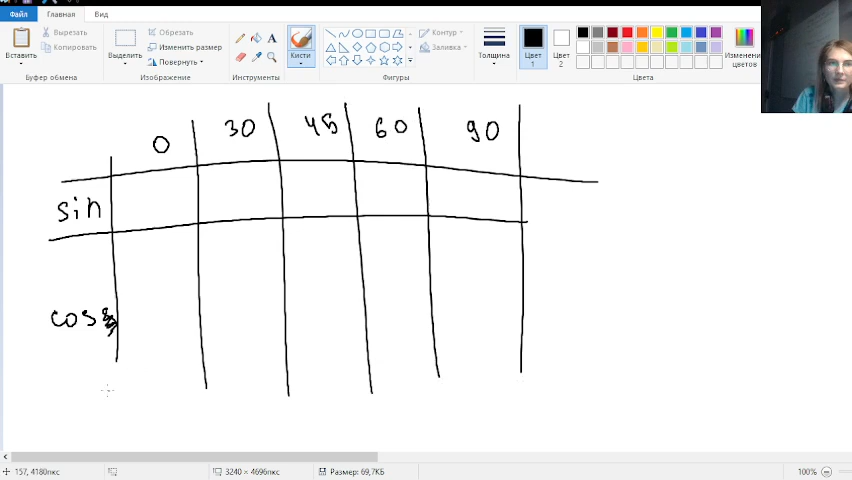 Файл Главная Вид
Вставить
Вырезать
Копировать
Буфер обмена
Выделить
Обрезать
Изменить размер
Повернуть
Изображение
A
Инструменты
Кисти
Контур
Заливка
Фигуры
Толщина
Цвет 1
Цвет 2
Изменение цветов
Цвета
0 30 45 60 90
sin
cos
157, 4180пкс 3240 × 4696пкс Размер: 69,7КБ 100%